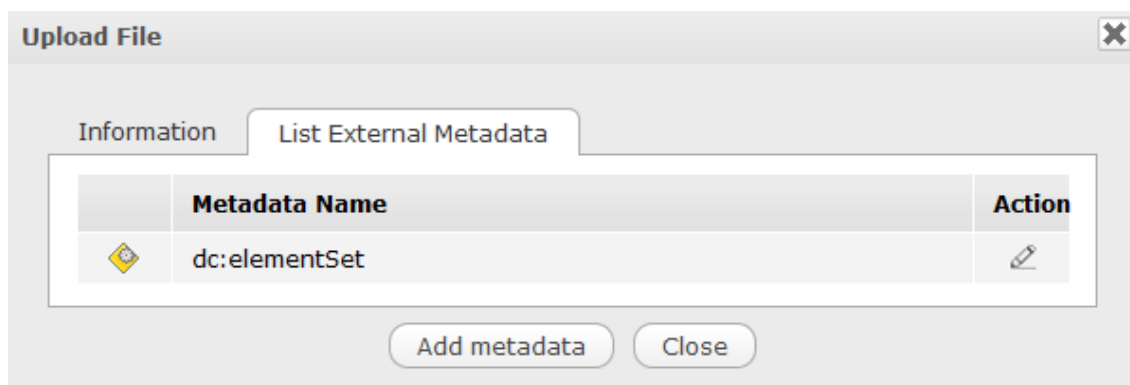 Upload File
Information List External Metadata
Metadata Name Action
dc:elementSet
Add metadata Close